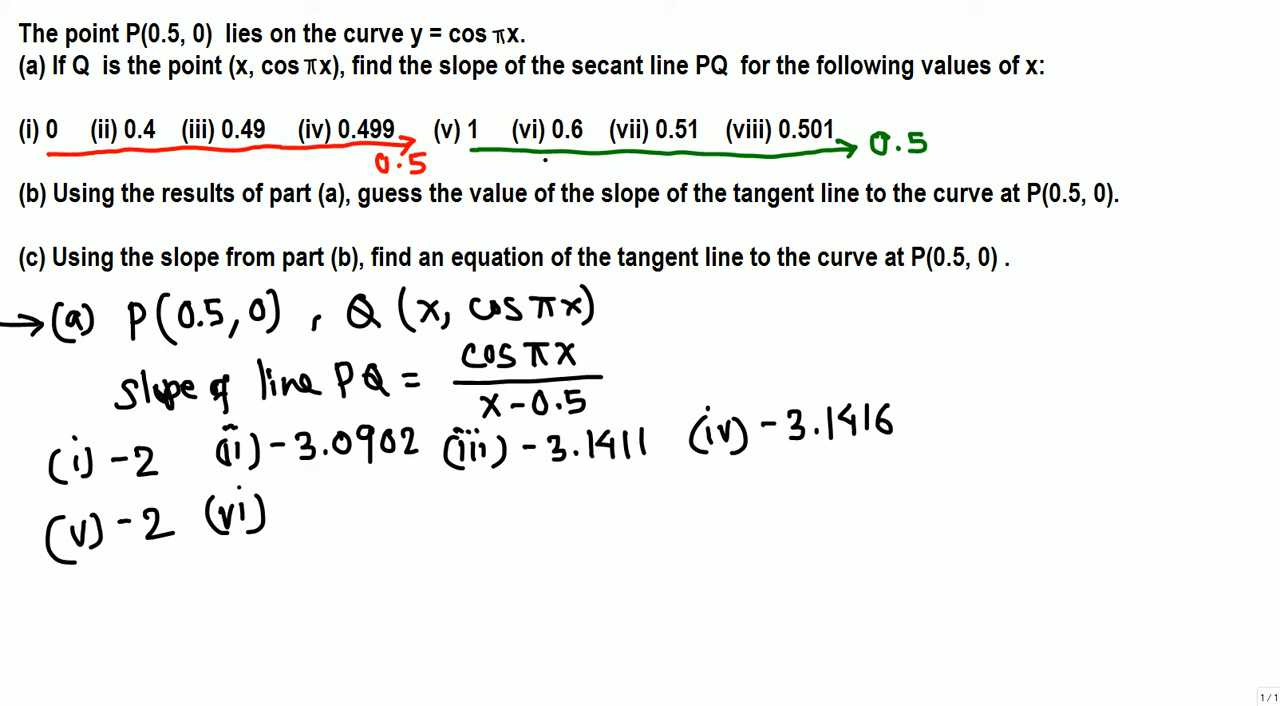 The point P(0.5, 0) lies on the curve y = cos πx.
(a) If Q is the point (x, cos πx), find the slope of the secant line PQ for the following values of x:
(i) 0 (ii) 0.4 (iii) 0.49 (iv) 0.499 (v) 1 (vi) 0.6 (vii) 0.51 (viii) 0.501 0.5
0.5
(b) Using the results of part (a), guess the value of the slope of the tangent line to the curve at P(0.5, 0).
(c) Using the slope from part (b), find an equation of the tangent line to the curve at P(0.5, 0) .
→ (a) P(0.5, 0) , Q (x, cos πx)
slope of line PQ = cos πx / x - 0.5
(i) -2 (ii) -3.0902 (iii) -3.1411 (iv) -3.1416
(v) -2 (vi)
1 / 1